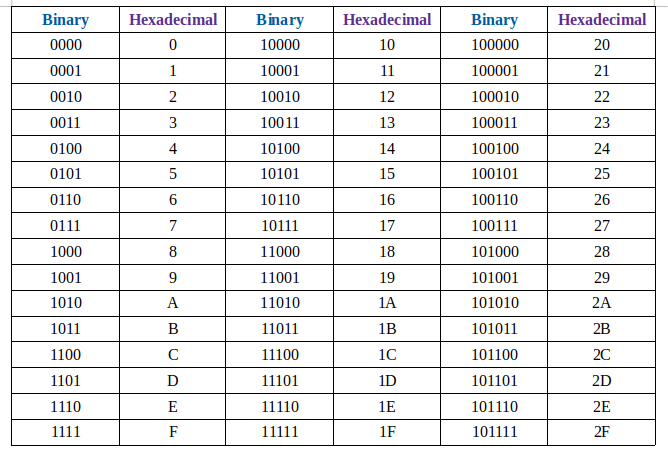 Binary Hexadecimal Binary Hexadecimal Binary Hexadecimal
0000 0 10000 10 100000 20
0001 1 10001 11 100001 21
0010 2 10010 12 100010 22
0011 3 10011 13 100011 23
0100 4 10100 14 100100 24
0101 5 10101 15 100101 25
0110 6 10110 16 100110 26
0111 7 10111 17 100111 27
1000 8 11000 18 101000 28
1001 9 11001 19 101001 29
1010 A 11010 1A 101010 2A
1011 B 11011 1B 101011 2B
1100 C 11100 1C 101100 2C
1101 D 11101 1D 101101 2D
1110 E 11110 1E 101110 2E
1111 F 11111 1F 101111 2F